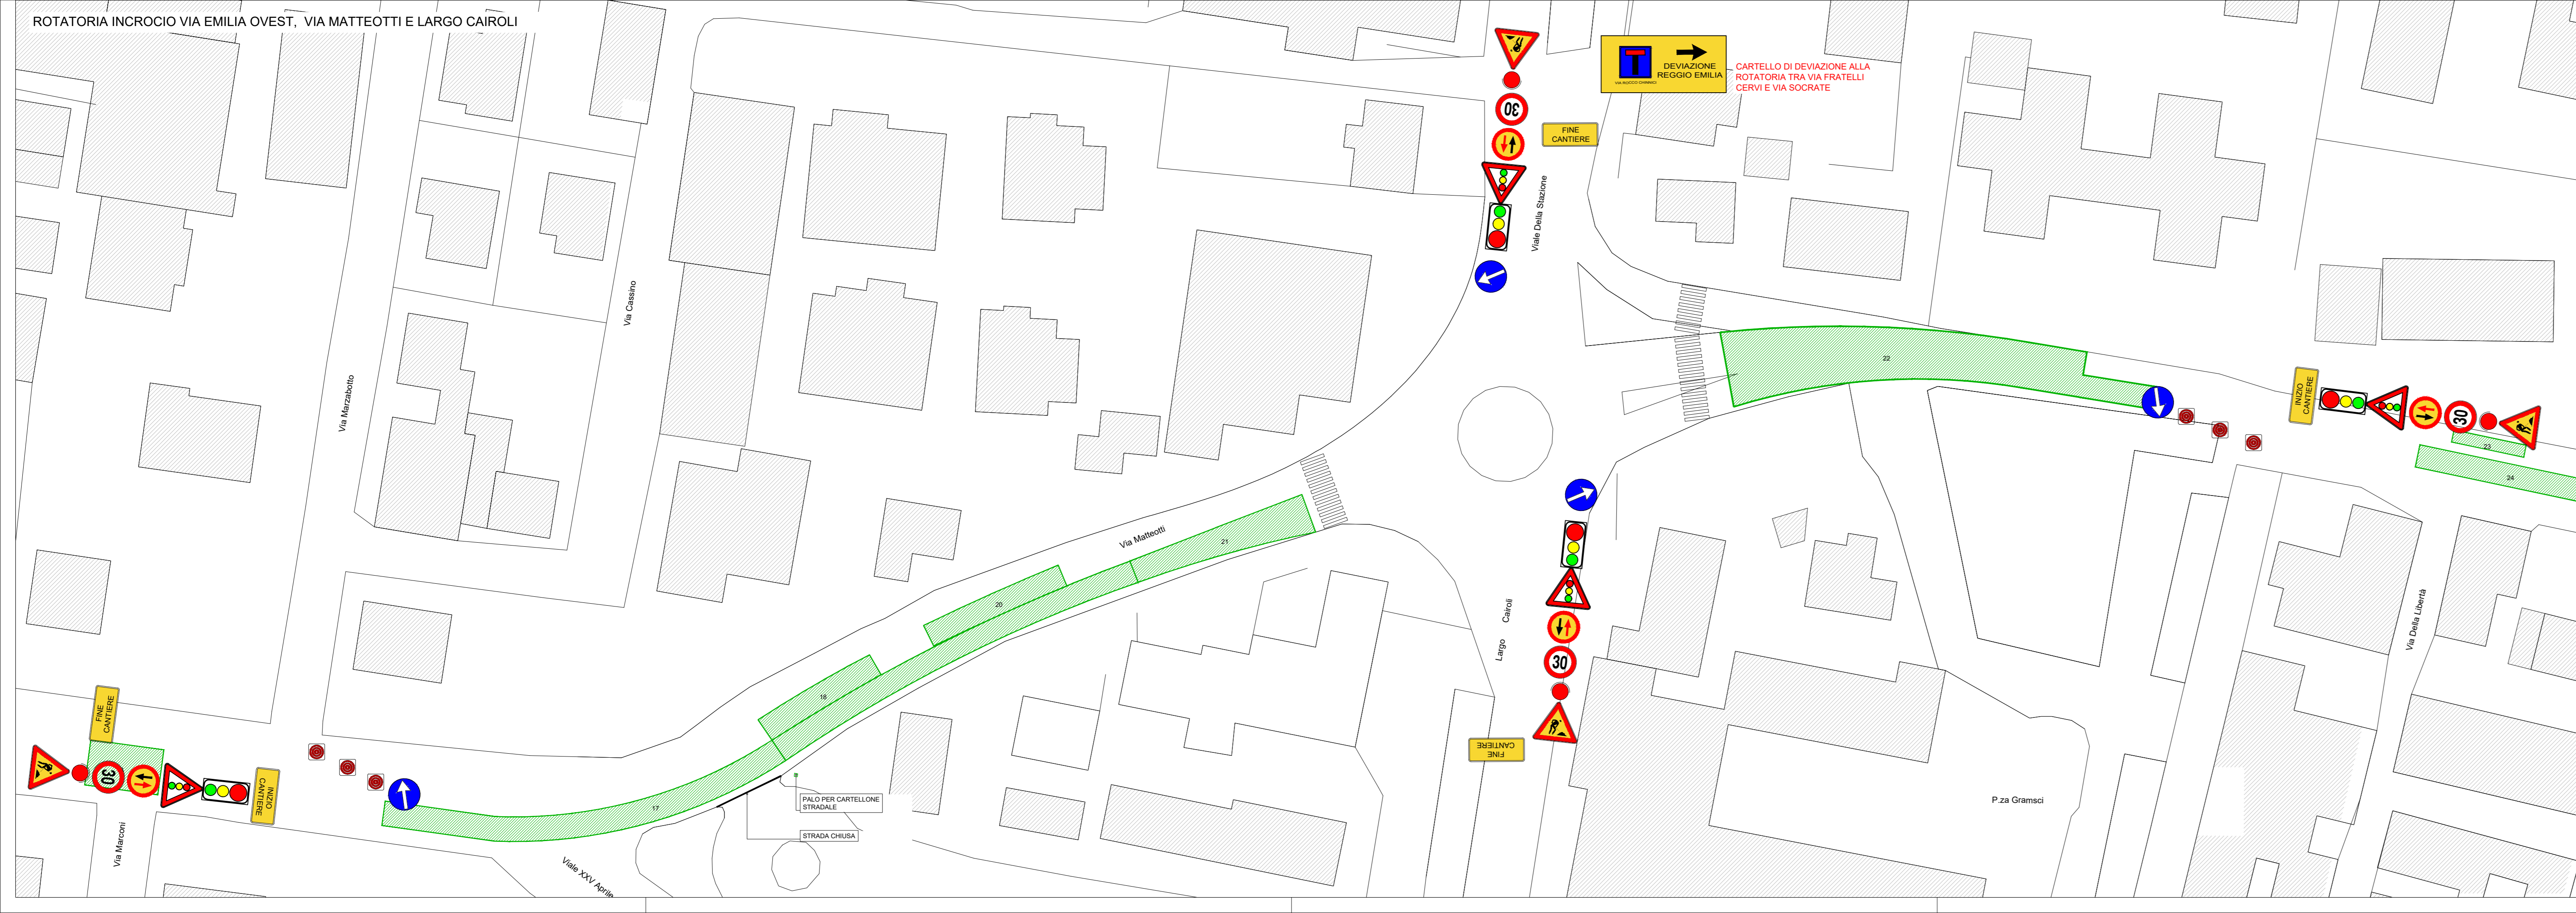 ROTATORIA INCROCIO VIA EMILIA OVEST, VIA MATTEOTTI E LARGO CAIROLI
DEVIAZIONE
REGGIO EMILIA
VIA ROCCO CHINNICI
CARTELLO DI DEVIAZIONE ALLA
ROTATORIA TRA VIA FRATELLI
CERVI E VIA SOCRATE
30
FINE
CANTIERE
Viale Della Stazione
Via Cassino
Via Marzabotto
22
INIZIO
CANTIERE
30
23
24
21
Via Matteotti
20
Largo Cairoli
30
FINE
CANTIERE
Via Della Libertà
18
FINE
CANTIERE
30
INIZIO
CANTIERE
17
PALO PER CARTELLONE
STRADALE
STRADA CHIUSA
Via Marconi
Viale XXV Aprile
P.za Gramsci